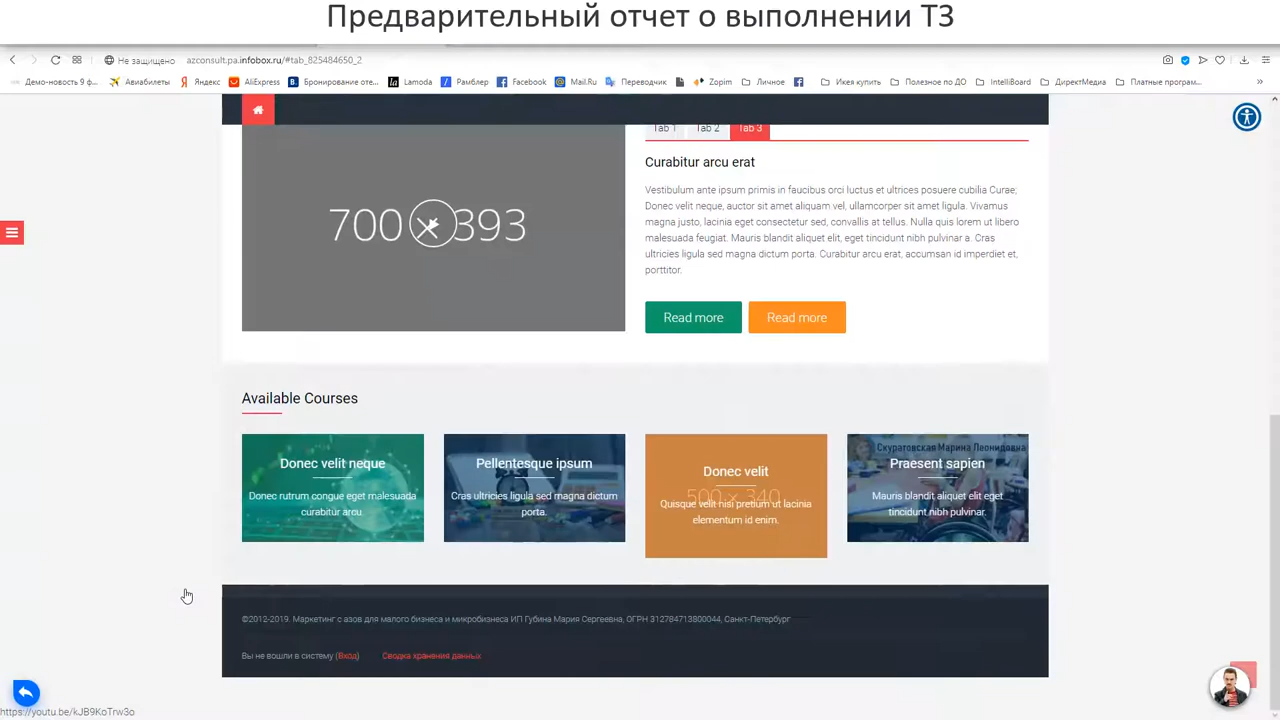 Предварительный отчет о выполнении ТЗ
Не защищено azconsult.pa.infobox.ru/#tab_825484650_2
Демо-новость 9 ф... Авиабилеты Яндекс AliExpress Бронирование оте... Lamoda Рамблер Facebook Mail.Ru Переводчик Zopim Личное Икея купить Полезное по ДО IntelliBoard ДиректМедиа Платные програм... »
Tab 1 Tab 2 Tab 3
Curabitur arcu erat
Vestibulum ante ipsum primis in faucibus orci luctus et ultrices posuere cubilia Curae;
Donec velit neque, auctor sit amet aliquam vel, ullamcorper sit amet ligula. Vivamus
magna justo, lacinia eget consectetur sed, convallis at tellus. Nulla quis lorem ut libero
malesuada feugiat. Mauris blandit aliquet elit, eget tincidunt nibh pulvinar a. Cras
ultricies ligula sed magna dictum porta. Curabitur arcu erat, accumsan id imperdiet et,
porttitor.
700 393
Read more Read more
Available Courses
Donec velit neque
Donec rutrum congue eget malesuada
curabitur arcu.
Pellentesque ipsum
Cras ultricies ligula sed magna dictum
porta.
Donec velit
500 × 340
Quisque velit nisi pretium ut lacinia
elementum id enim.
Скуратовская Марина Леонидовна
Praesent sapien
Mauris blandit aliquet elit eget
tincidunt nibh pulvinar.
©2012-2019. Маркетинг с азов для малого бизнеса и микробизнеса ИП Губина Мария Сергеевна, ОГРН 312784713800044, Санкт-Петербург
Вы не вошли в систему (Вход) Сводка хранения данных
https://youtu.be/kJB9KoTrw3o